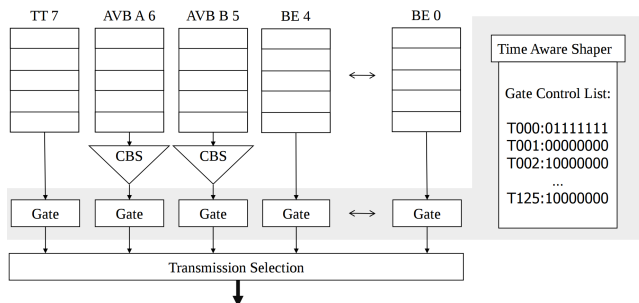 TT 7
AVB A 6
AVB B 5
BE 4
BE 0
CBS
CBS
Gate
Gate
Gate
Gate
Gate
Transmission Selection
Time Aware Shaper
Gate Control List:
T000:01111111
T001:00000000
T002:10000000
...
T125:10000000